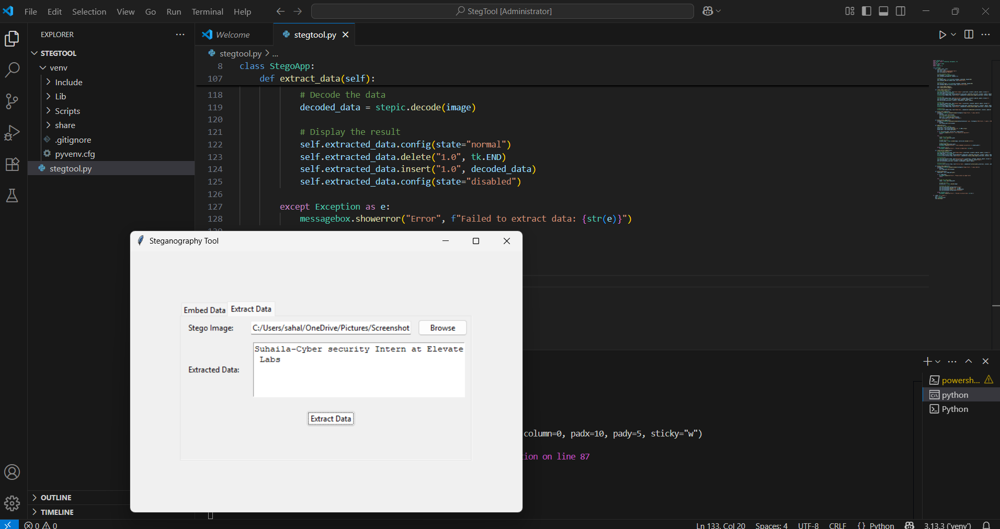 File Edit Selection View Go Run Terminal Help
StegTool [Administrator]
EXPLORER
STEGTOOL
venv
Include
Lib
Scripts
share
.gitignore
pyvenv.cfg
stegtool.py
OUTLINE
TIMELINE
Welcome
stegtool.py
stegtool.py > ...
8 class StegoApp:
107 def extract_data(self):
118 # Decode the data
119 decoded_data = stepic.decode(image)
120
121 # Display the result
122 self.extracted_data.config(state="normal")
123 self.extracted_data.delete("1.0", tk.END)
124 self.extracted_data.insert("1.0", decoded_data)
125 self.extracted_data.config(state="disabled")
126
127 except Exception as e:
128 messagebox.showerror("Error", f"Failed to extract data: {str(e)}")
Steganography Tool
Embed Data Extract Data
Stego Image: C:/Users/sahal/OneDrive/Pictures/Screenshot Browse
Extracted Data:
Suhaila-Cyber security Intern at Elevate
Labs
Extract Data
powersh...
python
Python
column=0, padx=10, pady=5, sticky="w")
ion on line 87
0 0
Ln 133, Col 20 Spaces: 4 UTF-8 CRLF {} Python 3.13.3 ('venv')